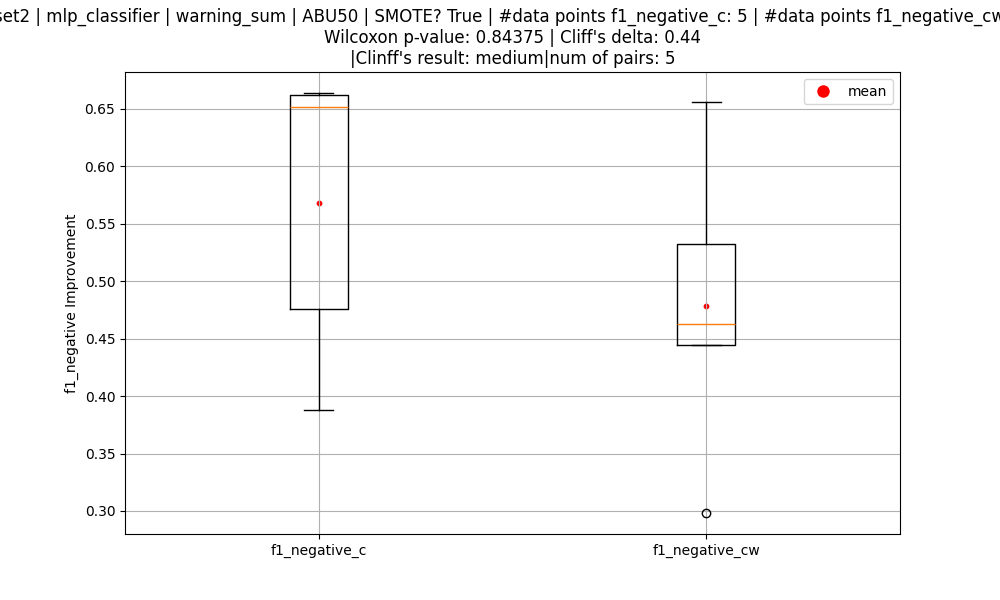 set2 | mlp_classifier | warning_sum | ABU50 | SMOTE? True | #data points f1_negative_c: 5 | #data points f1_negative_cw
Wilcoxon p-value: 0.84375 | Cliff's delta: 0.44
|Clinff's result: medium|num of pairs: 5
mean
0.65
0.60
0.55
0.50
0.45
0.40
0.35
0.30
f1_negative Improvement
f1_negative_c
f1_negative_cw